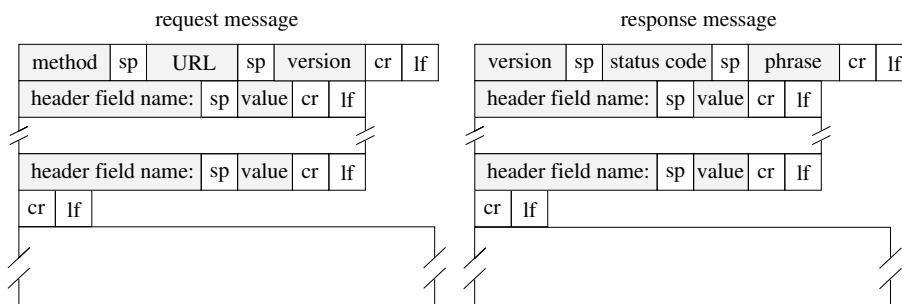 request message
method sp URL sp version cr lf
header field name: sp value cr lf
header field name: sp value cr lf
cr lf
response message
version sp status code sp phrase cr lf
header field name: sp value cr lf
header field name: sp value cr lf
cr lf